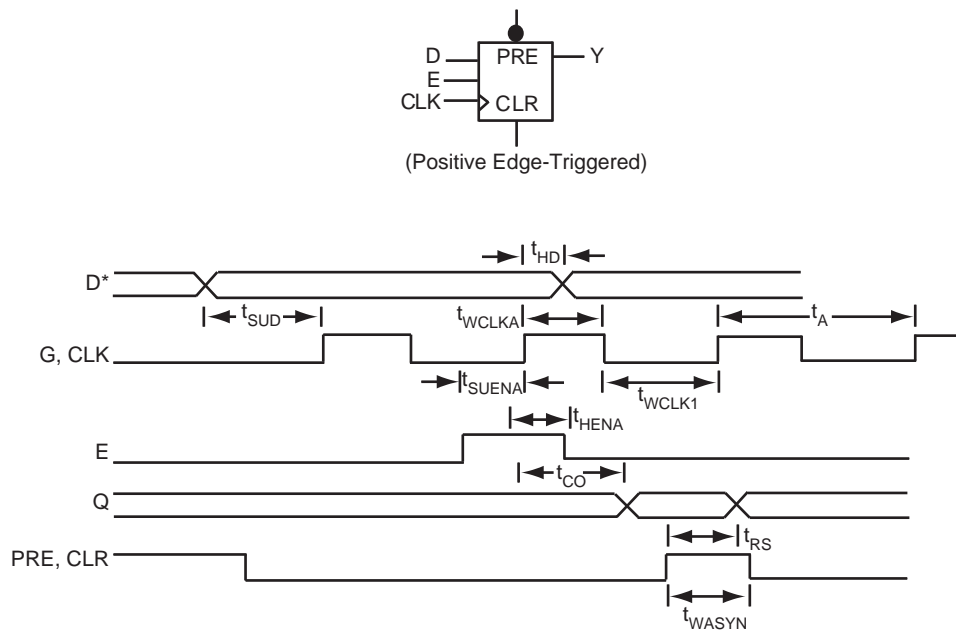 D PRE Y
E
CLK CLR
(Positive Edge-Triggered)
tHD
D*
tSUD tWCLKA tA
G, CLK
tSUENA tWCLK1
tHENA
E
tCO
Q
tRS
PRE, CLR
tWASYN